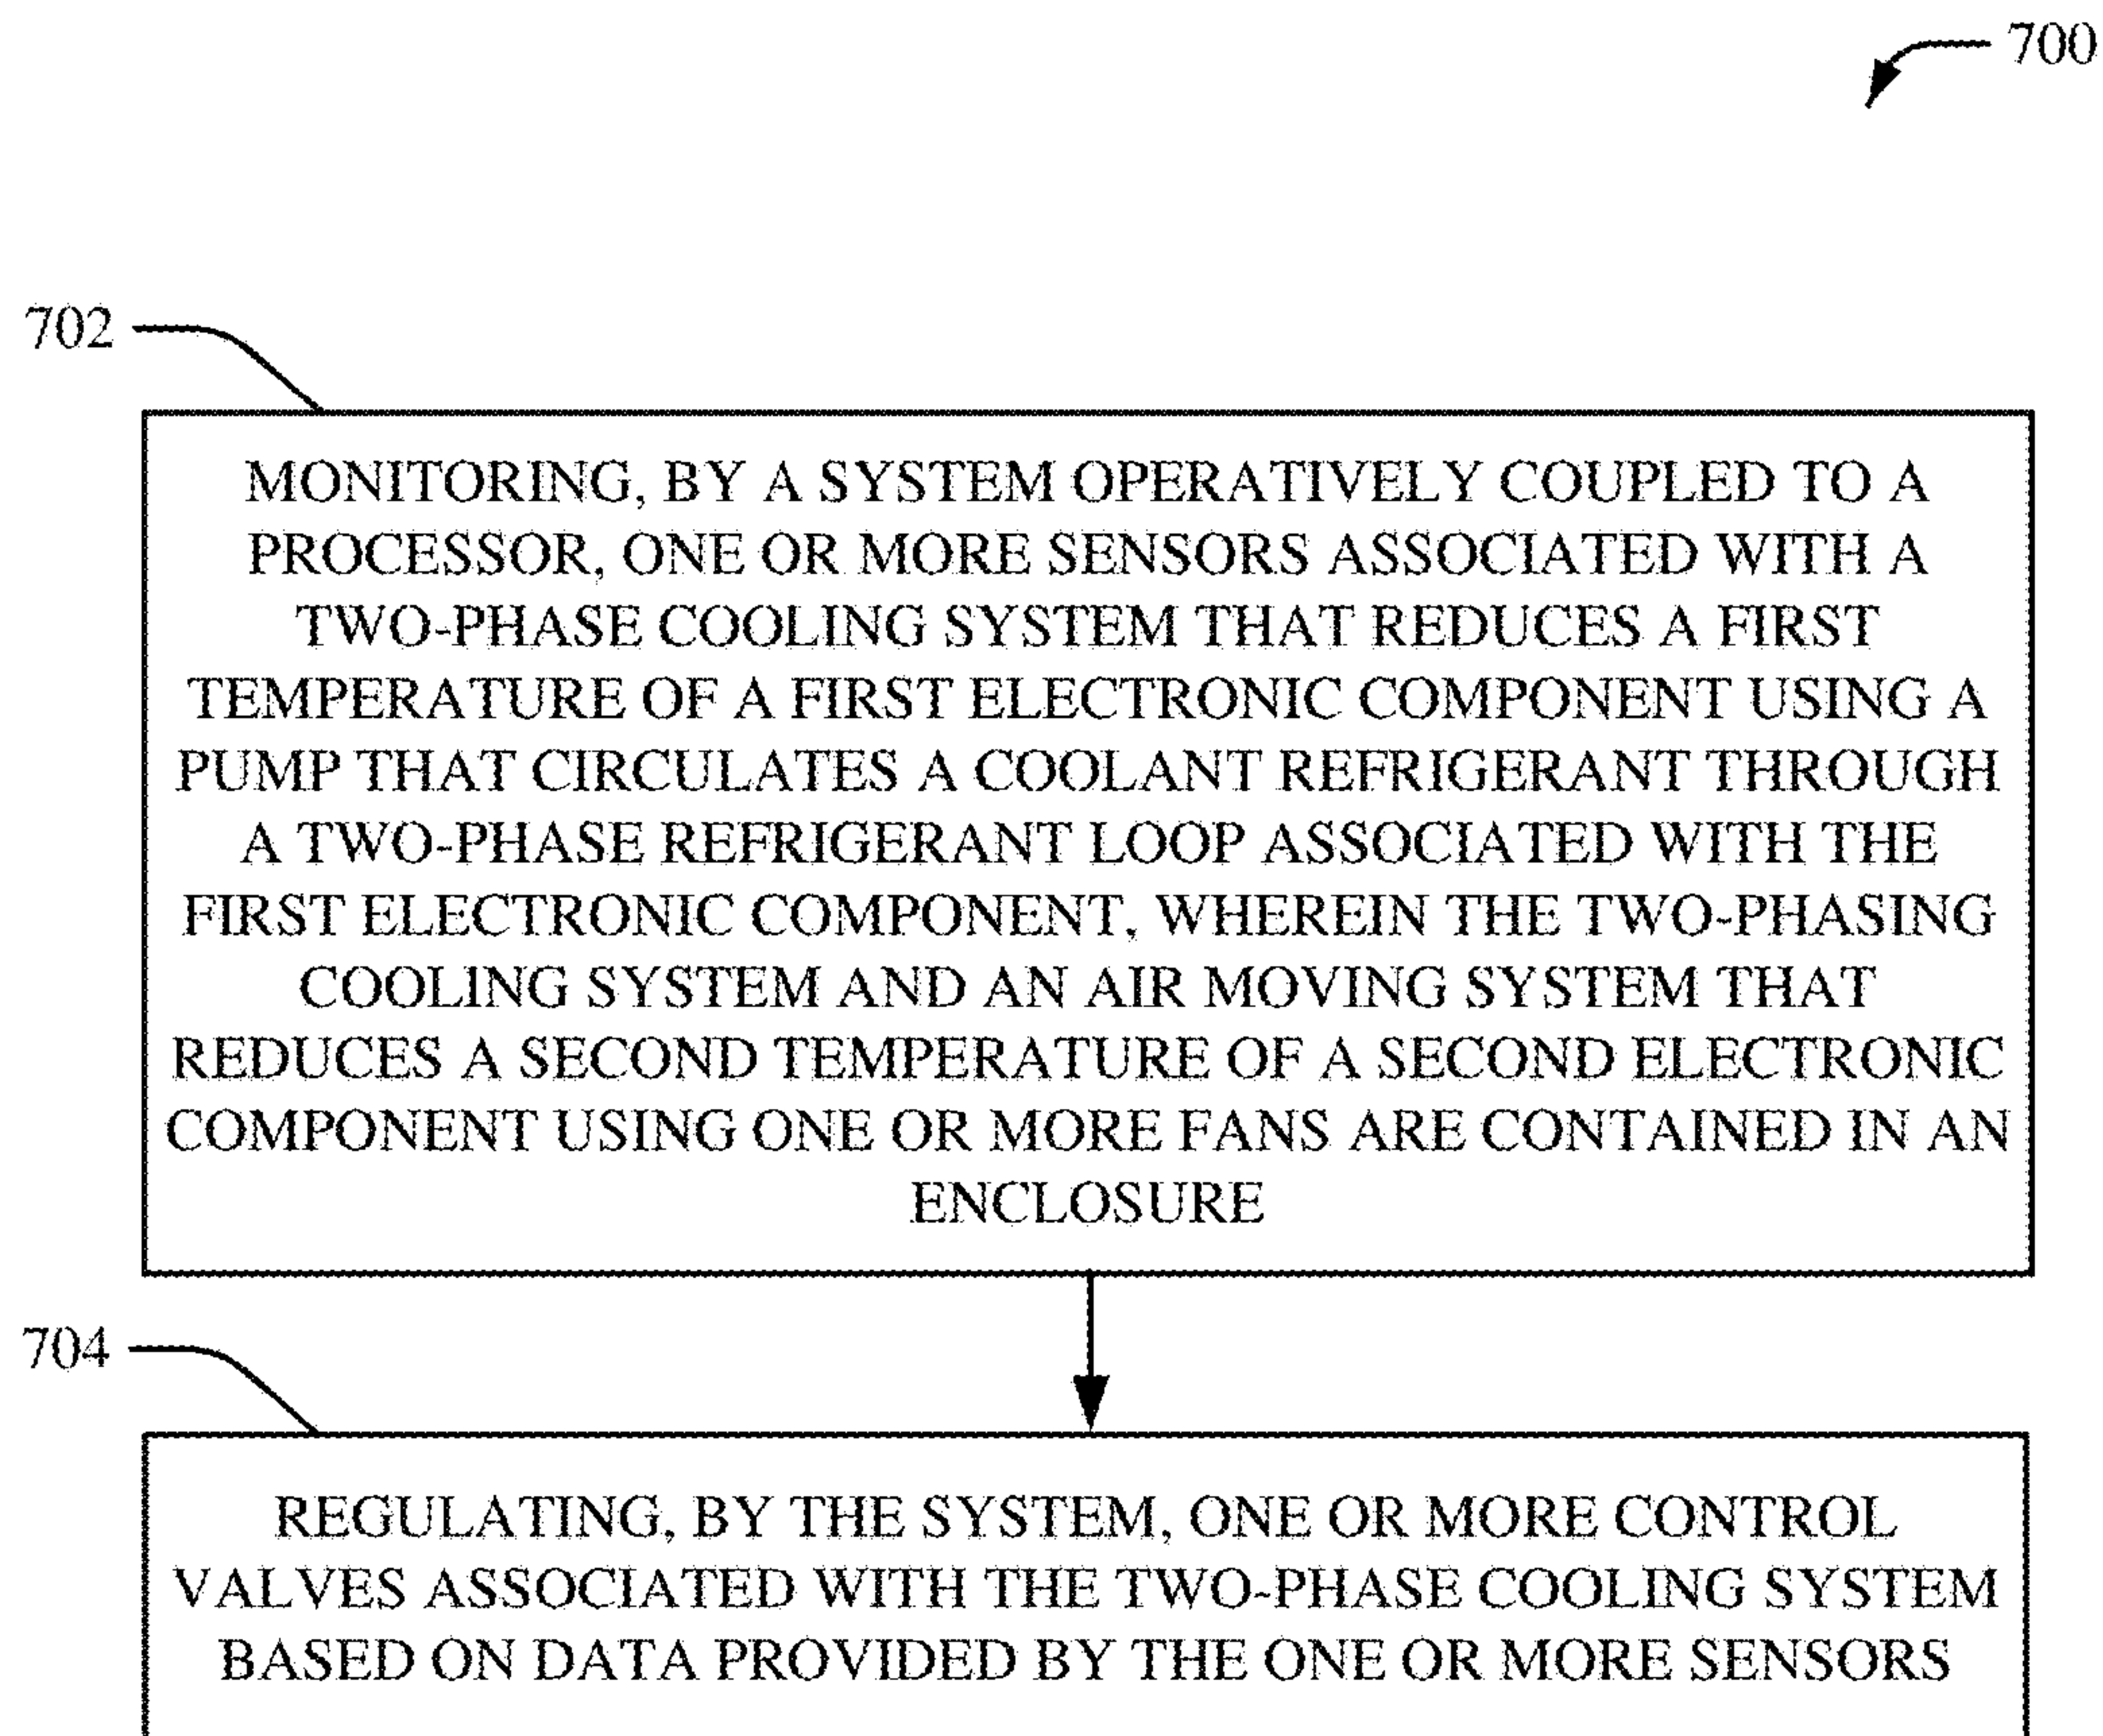 700
702
MONITORING, BY A SYSTEM OPERATIVELY COUPLED TO A
PROCESSOR, ONE OR MORE SENSORS ASSOCIATED WITH A
TWO-PHASE COOLING SYSTEM THAT REDUCES A FIRST
TEMPERATURE OF A FIRST ELECTRONIC COMPONENT USING A
PUMP THAT CIRCULATES A COOLANT REFRIGERANT THROUGH
A TWO-PHASE REFRIGERANT LOOP ASSOCIATED WITH THE
FIRST ELECTRONIC COMPONENT, WHEREIN THE TWO-PHASING
COOLING SYSTEM AND AN AIR MOVING SYSTEM THAT
REDUCES A SECOND TEMPERATURE OF A SECOND ELECTRONIC
COMPONENT USING ONE OR MORE FANS ARE CONTAINED IN AN
ENCLOSURE
704
REGULATING, BY THE SYSTEM, ONE OR MORE CONTROL
VALVES ASSOCIATED WITH THE TWO-PHASE COOLING SYSTEM
BASED ON DATA PROVIDED BY THE ONE OR MORE SENSORS